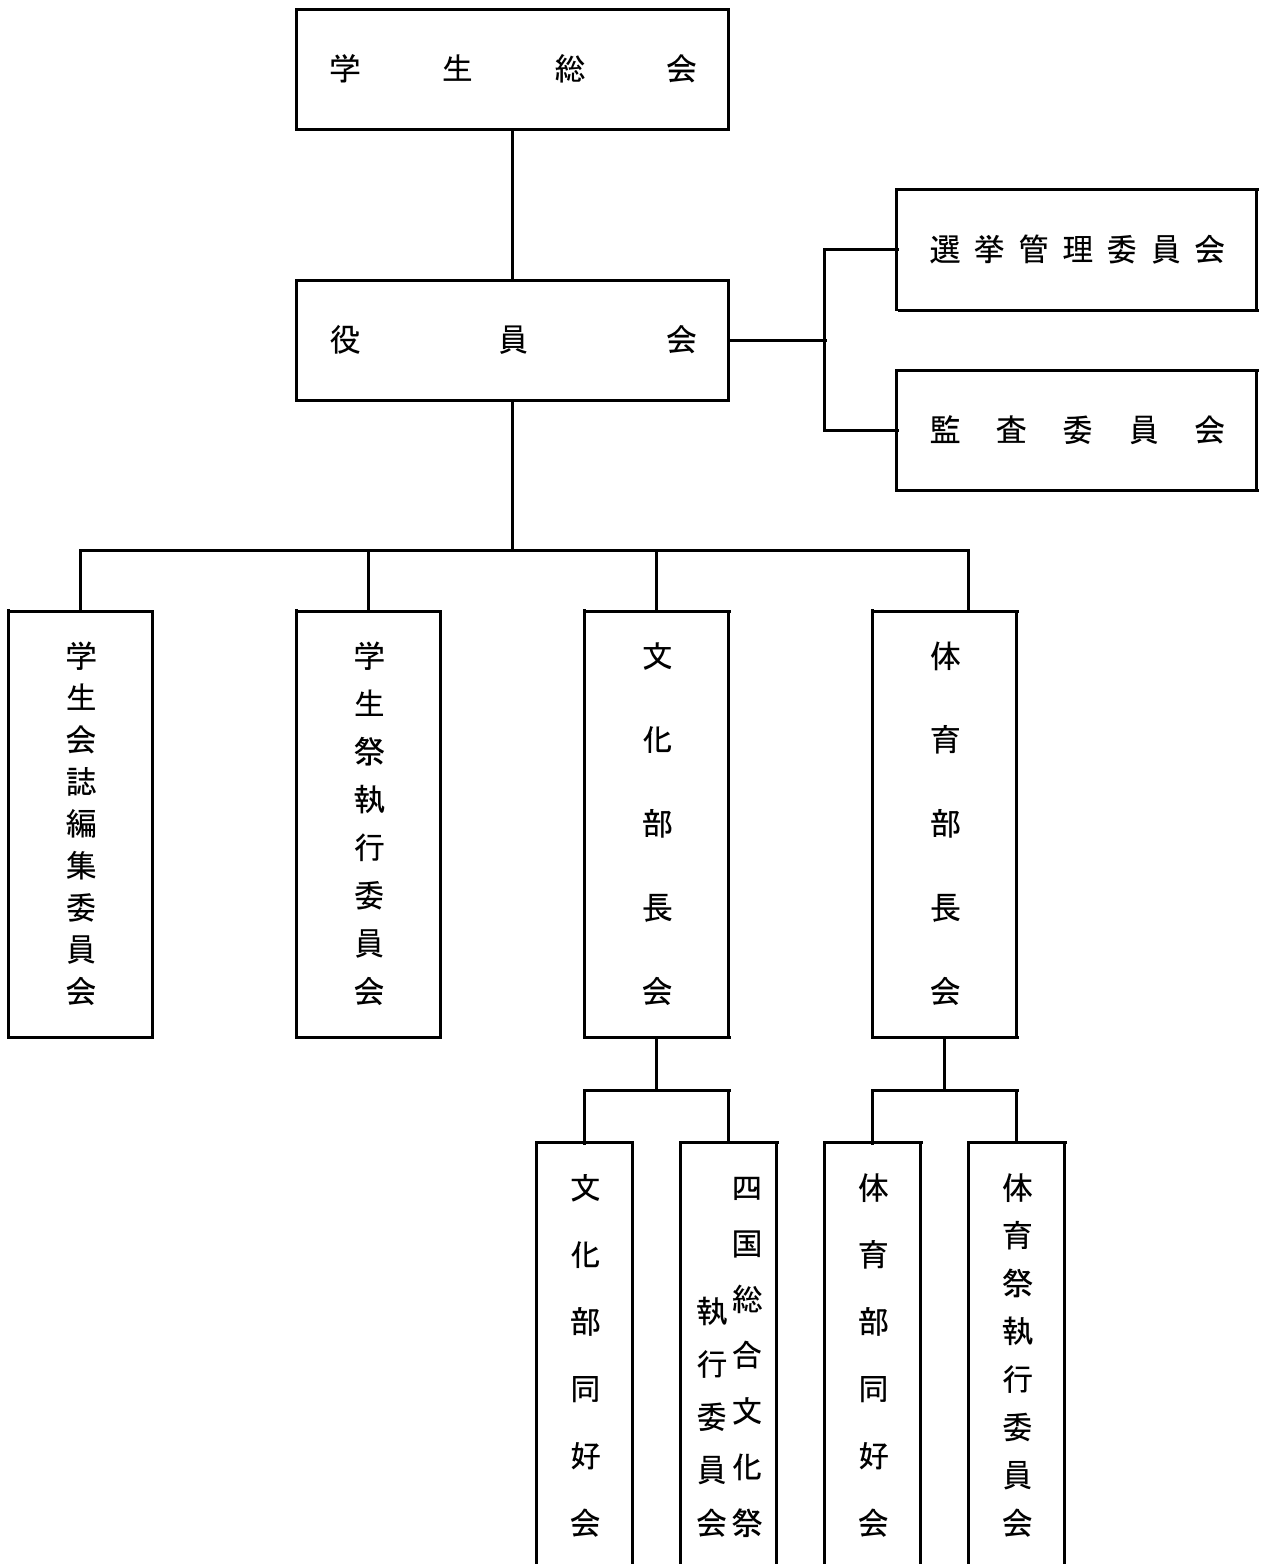 学生総会
選挙管理委員会
役員会
監査委員会
学生会誌編集委員会
学生祭執行委員会
文化部長会
体育部長会
文化部同好会
四国総合文化祭
執行委員会
体育部同好会
体育祭執行委員会